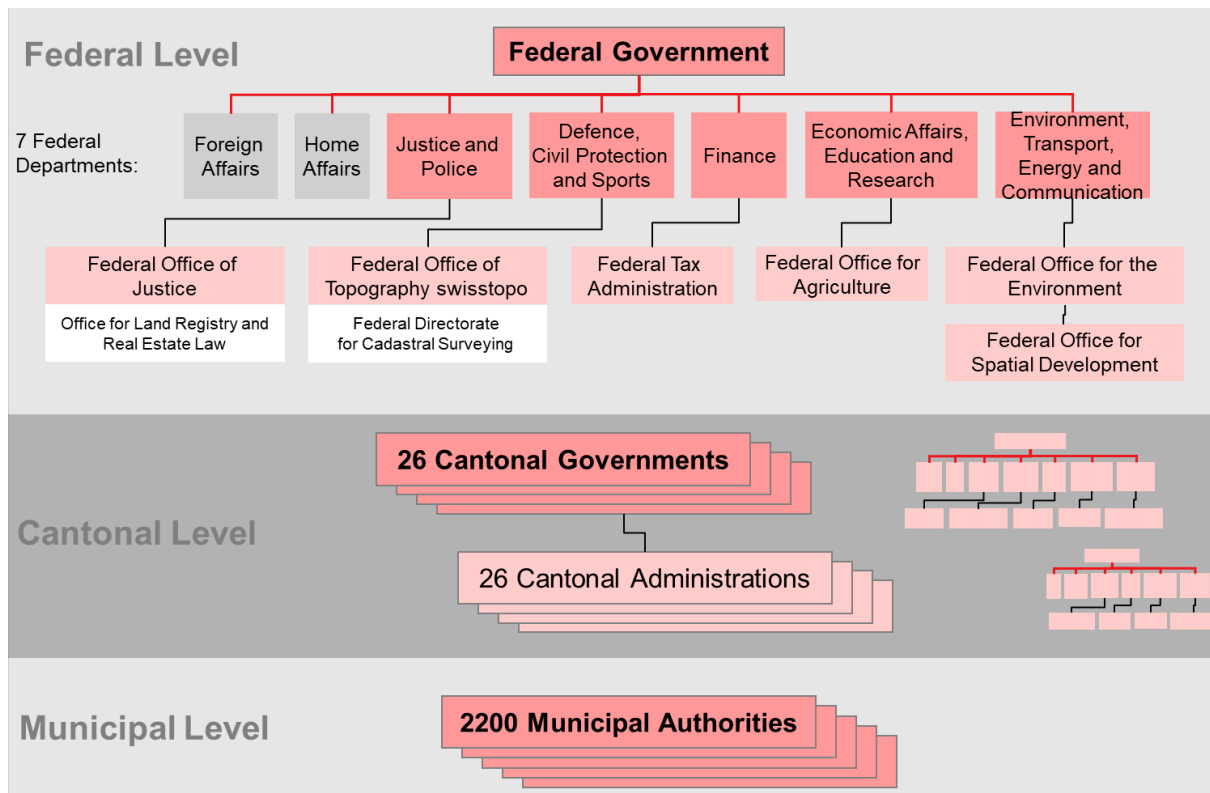 Federal Level
Federal Government
7 Federal
Departments:
Foreign
Affairs
Home
Affairs
Justice and
Police
Defence,
Civil Protection
and Sports
Finance
Economic Affairs,
Education and
Research
Environment,
Transport,
Energy and
Communication
Federal Office of
Justice
Office for Land Registry and
Real Estate Law
Federal Office of
Topography swisstopo
Federal Directorate
for Cadastral Surveying
Federal Tax
Administration
Federal Office for
Agriculture
Federal Office for the
Environment
Federal Office for
Spatial Development
Cantonal Level
26 Cantonal Governments
26 Cantonal Administrations
Municipal Level
2200 Municipal Authorities